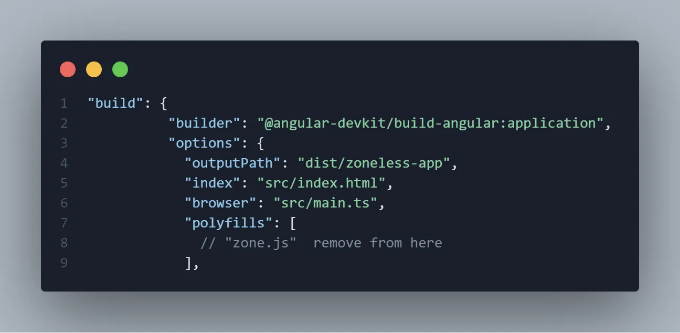 1 "build": {
2 "builder": "@angular-devkit/build-angular:application",
3 "options": {
4 "outputPath": "dist/zoneless-app",
5 "index": "src/index.html",
6 "browser": "src/main.ts",
7 "polyfills": [
8 // "zone.js"  remove from here
9 ],